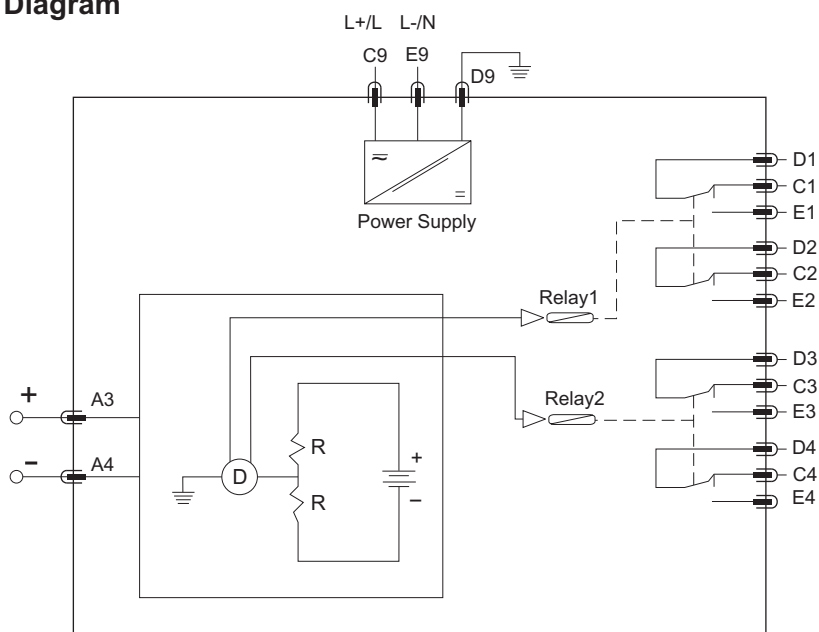 Diagram
L+/L L-/N
C9 E9
D9
≂
=
Power Supply
D1
C1
E1
D2
C2
E2
Relay1
D3
C3
E3
Relay2
D4
C4
E4
+
A3
-
A4
R
D
R
+
-